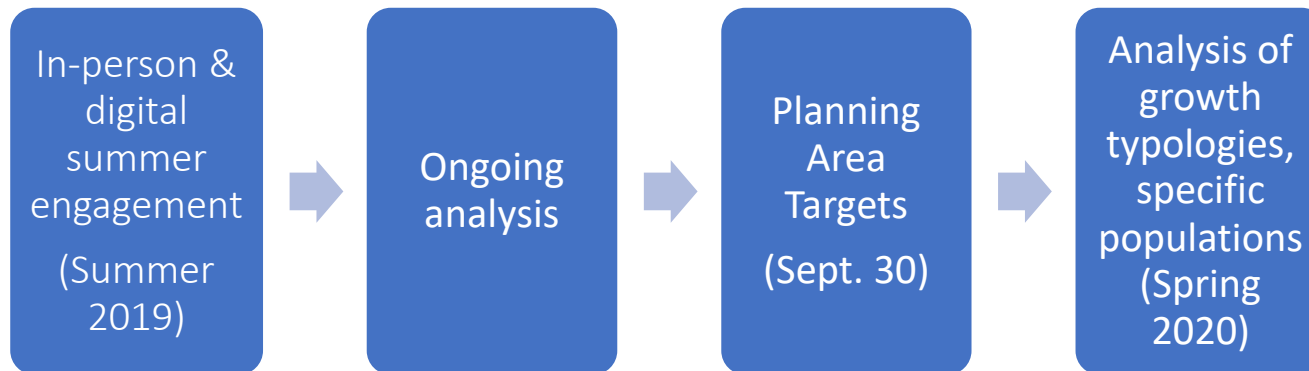 In-person &
digital
summer
engagement
(Summer
2019)
Ongoing
analysis
Planning
Area
Targets
(Sept. 30)
Analysis of
growth
typologies,
specific
populations
(Spring
2020)